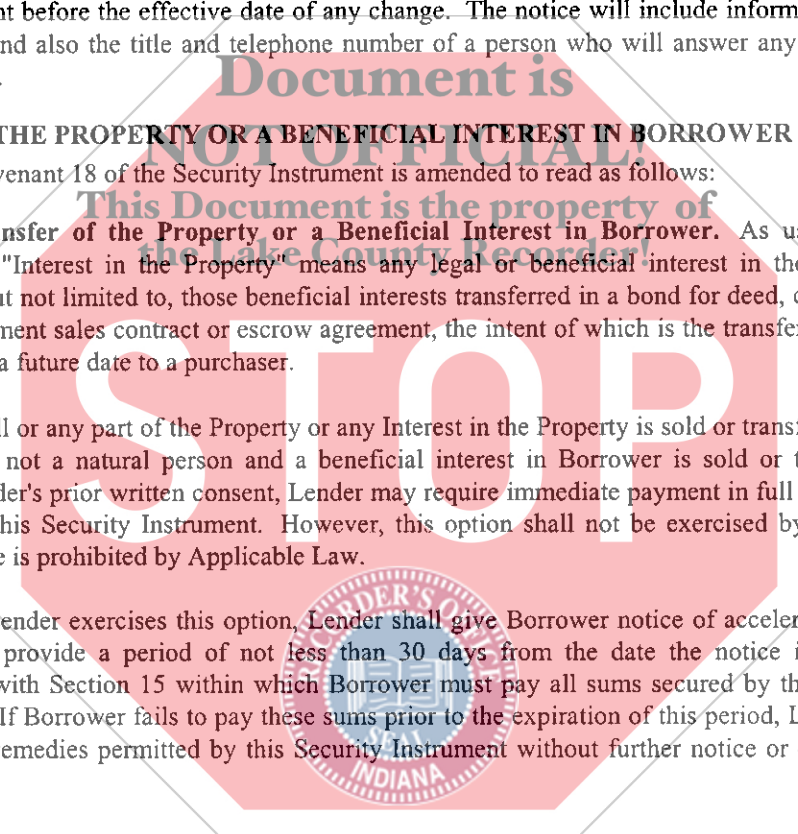 nt before the effective date of any change. The notice will include inform
nd also the title and telephone number of a person who will answer any
.
Document is
THE PROPERTY OR A BENEFICIAL INTEREST IN BORROWER
NOT OFFICIAL!
venant 18 of the Security Instrument is amended to read as follows:
This Document is the property of
nsfer of the Property or a Beneficial Interest in Borrower. As u
the Lake County Recorder!
"Interest in the Property" means any legal or beneficial interest in the
ut not limited to, those beneficial interests transferred in a bond for deed, c
ment sales contract or escrow agreement, the intent of which is the transfe
a future date to a purchaser.
STOP
ll or any part of the Property or any Interest in the Property is sold or trans
not a natural person and a beneficial interest in Borrower is sold or t
der's prior written consent, Lender may require immediate payment in full
his Security Instrument. However, this option shall not be exercised by
e is prohibited by Applicable Law.
ender exercises this option, Lender shall give Borrower notice of acceler
provide a period of not less than 30 days from the date the notice i
with Section 15 within which Borrower must pay all sums secured by th
If Borrower fails to pay these sums prior to the expiration of this period, L
emedies permitted by this Security Instrument without further notice or
RECORDER'S OFFICE
SEAL
INDIANA